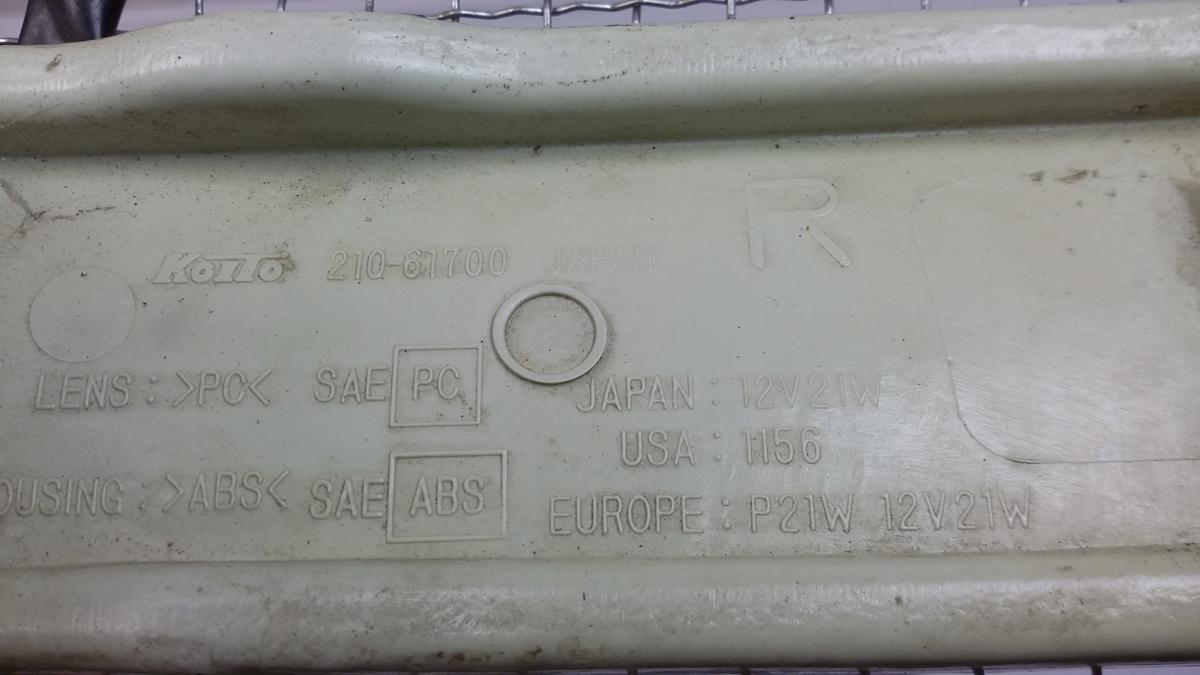 R
KOITO 210-61700 JAPAN
LENS : >PC< SAE PC
JAPAN : 12V21W
USA : 1156
OUSING : >ABS< SAE ABS
EUROPE : P21W 12V21W